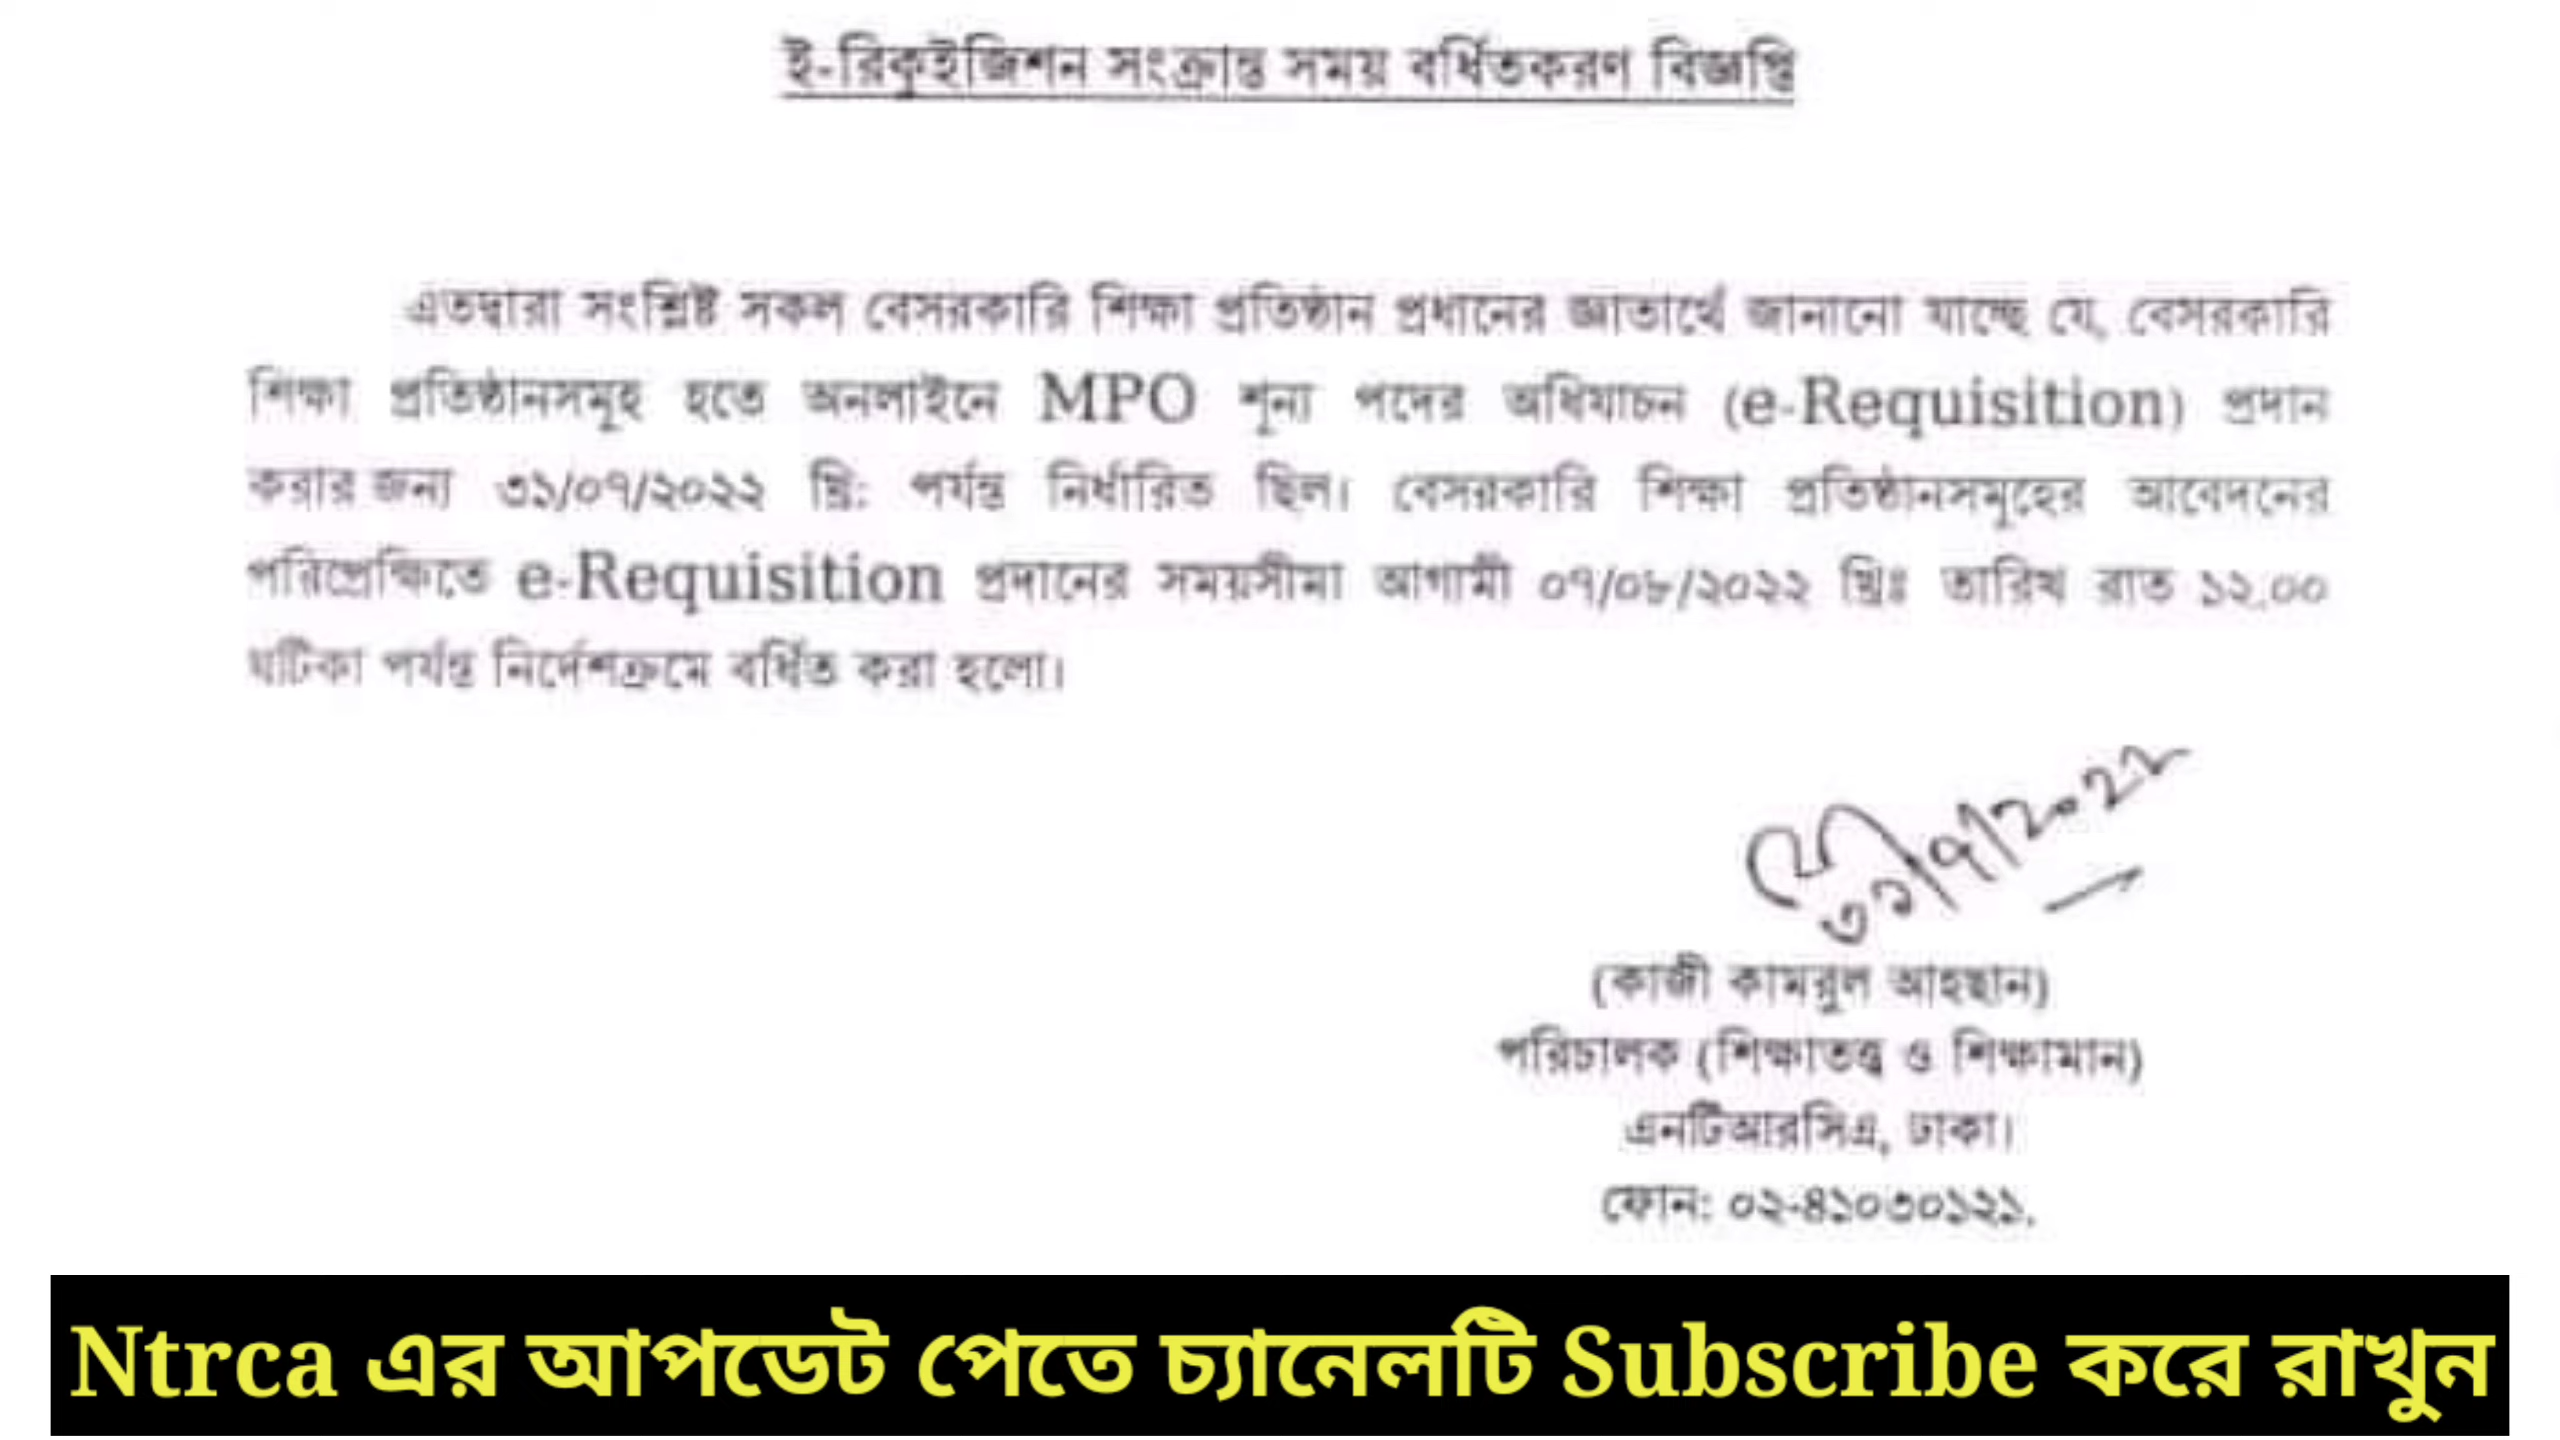 ই-রিকুইজিশন সংক্রান্ত সময় বর্ধিতকরণ বিজ্ঞপ্তি
এতদ্বারা সংশ্লিষ্ট সকল বেসরকারি শিক্ষা প্রতিষ্ঠান প্রধানের জ্ঞাতার্থে জানানো যাচ্ছে যে, বেসরকারি
শিক্ষা প্রতিষ্ঠানসমূহ হতে অনলাইনে MPO শূন্য পদের অধিযাচন (e-Requisition) প্রদান
করার জন্য ৩১/০৭/২০২২ খ্রি: পর্যন্ত নির্ধারিত ছিল। বেসরকারি শিক্ষা প্রতিষ্ঠানসমূহের আবেদনের
পরিপ্রেক্ষিতে e-Requisition প্রদানের সময়সীমা আগামী ০৭/০৮/২০২২ খ্রিঃ তারিখ রাত ১২.০০
ঘটিকা পর্যন্ত নির্দেশক্রমে বর্ধিত করা হলো।
৩১/৭/২০২২
(কাজী কামরুল আহছান)
পরিচালক (শিক্ষাতত্ত্ব ও শিক্ষামান)
এনটিআরসিএ, ঢাকা।
ফোন: ০২-৪১০৩০১২১.
Ntrca এর আপডেট পেতে চ্যানেলটি Subscribe করে রাখুন